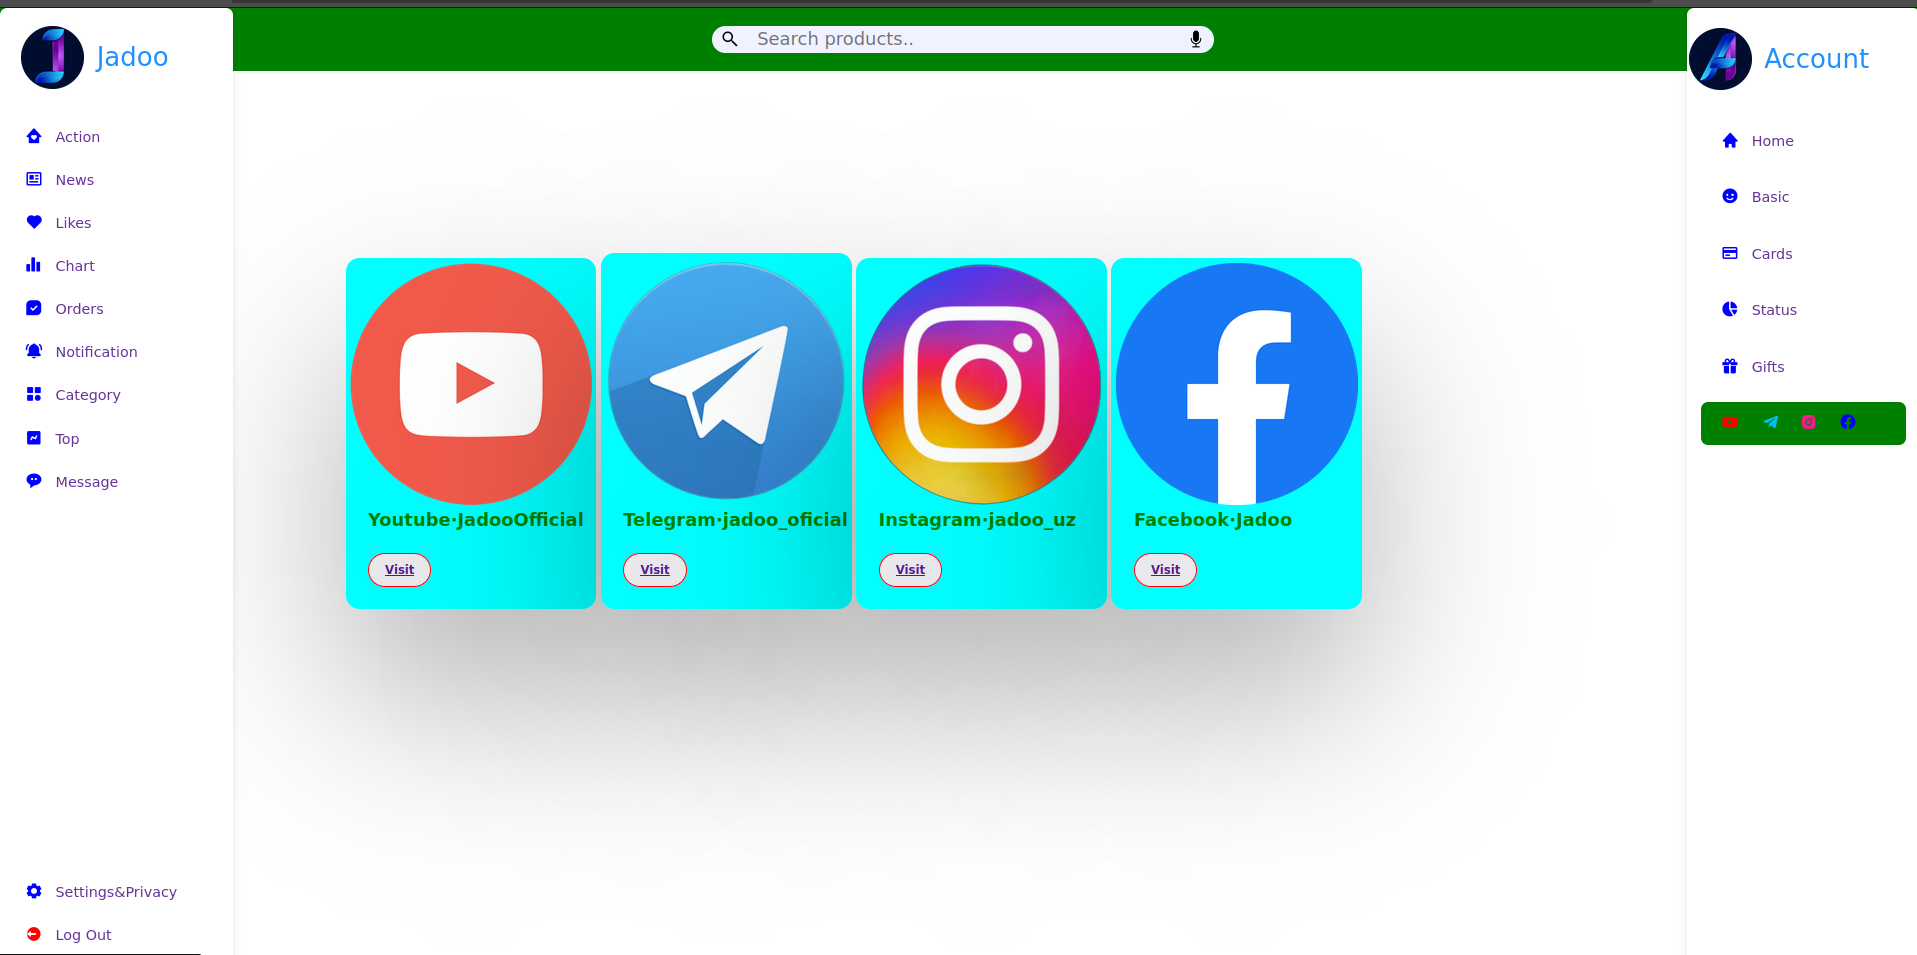 Jadoo
Action
News
Likes
Chart
Orders
Notification
Category
Top
Message
Settings&Privacy
Log Out
Search products..
Youtube·JadooOfficial
Visit
Telegram·jadoo_oficial
Visit
Instagram·jadoo_uz
Visit
Facebook·Jadoo
Visit
Account
Home
Basic
Cards
Status
Gifts